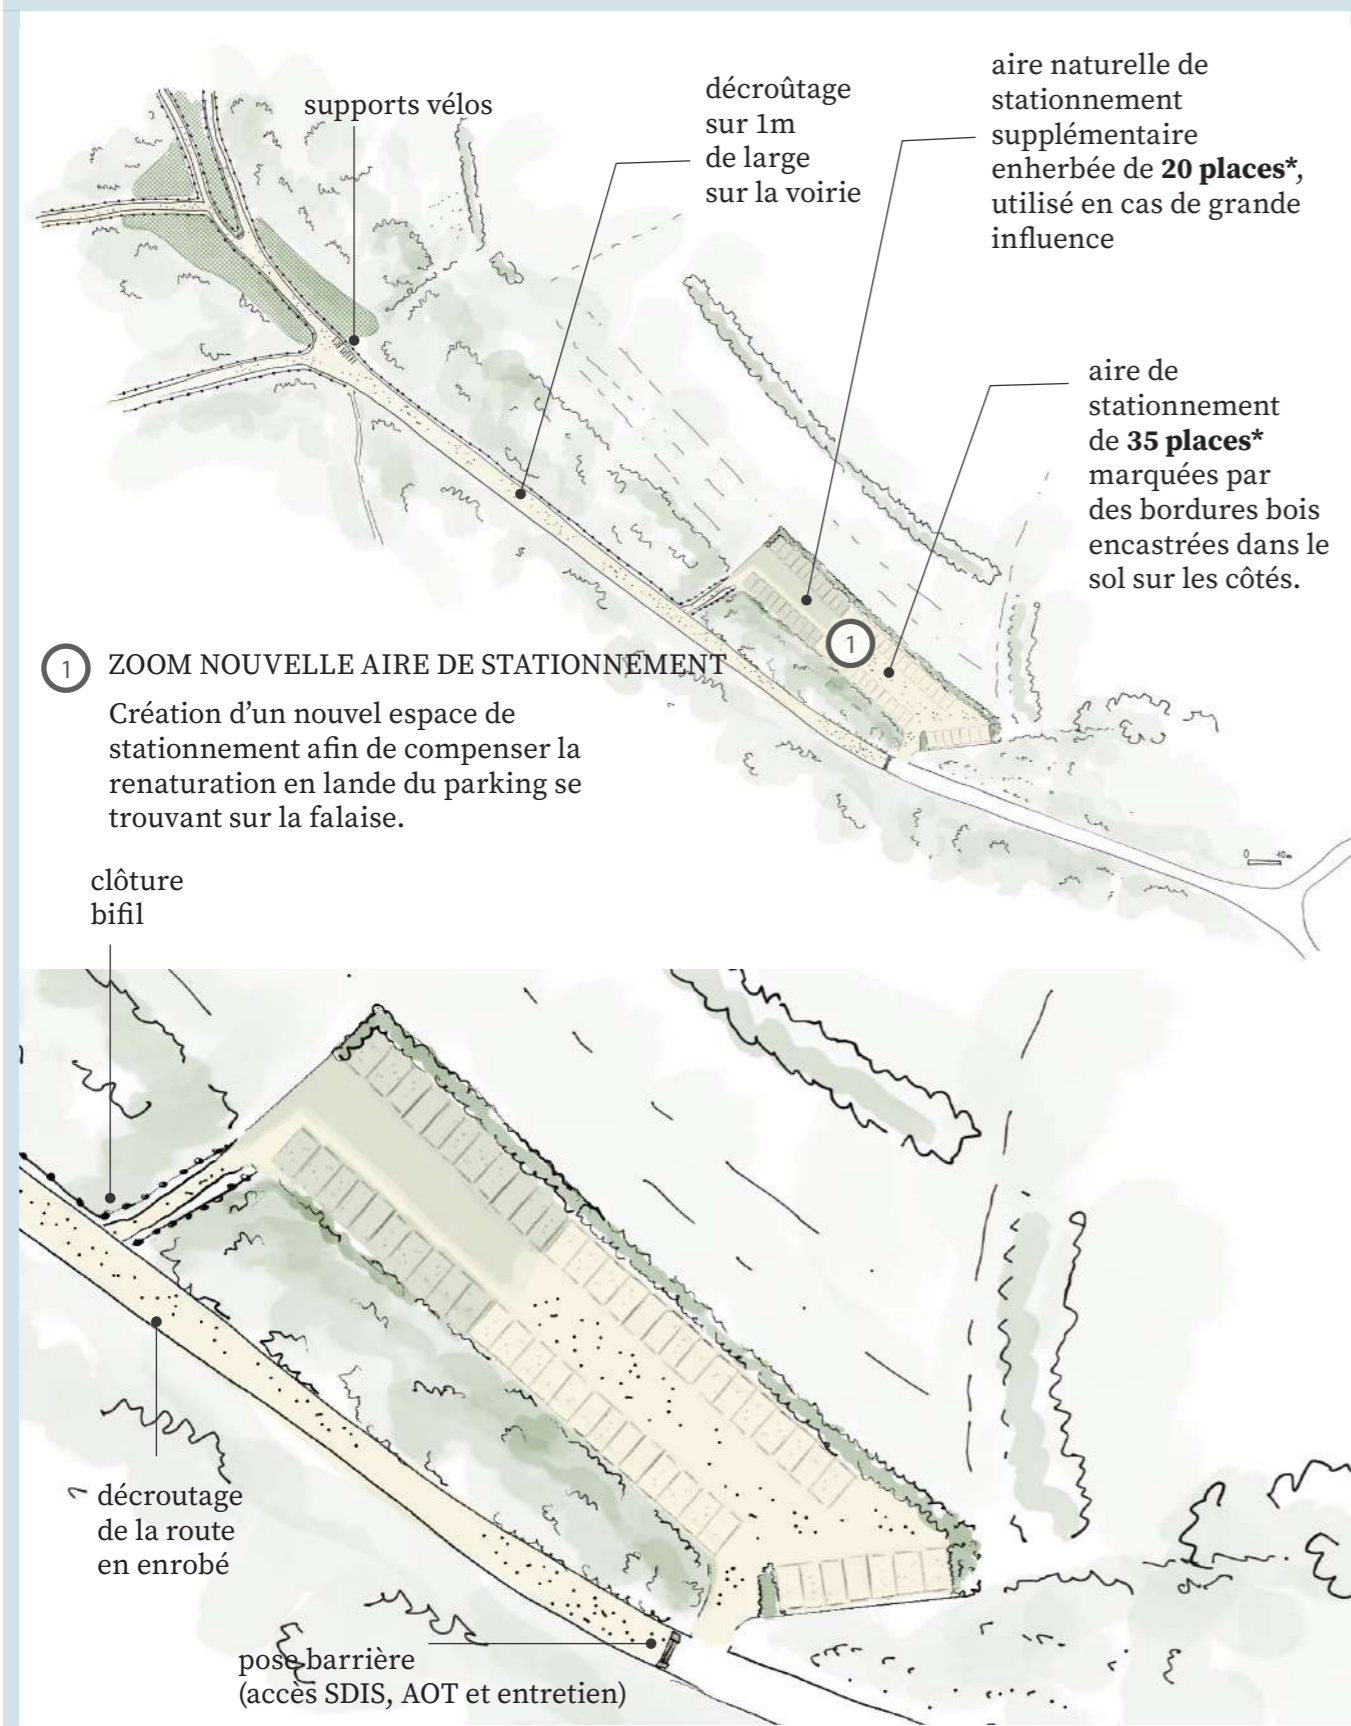 supports vélos
décroûtage
sur 1m
de large
sur la voirie
aire naturelle de
stationnement
supplémentaire
enherbée de 20 places*,
utilisé en cas de grande
influence
aire de
stationnement
de 35 places*
marquées par
des bordures bois
encastrées dans le
sol sur les côtés.
1
1 ZOOM NOUVELLE AIRE DE STATIONNEMENT
Création d’un nouvel espace de
stationnement afin de compenser la
renaturation en lande du parking se
trouvant sur la falaise.
0 10m
clôture
bifil
décroutage
de la route
en enrobé
pose barrière
(accès SDIS, AOT et entretien)